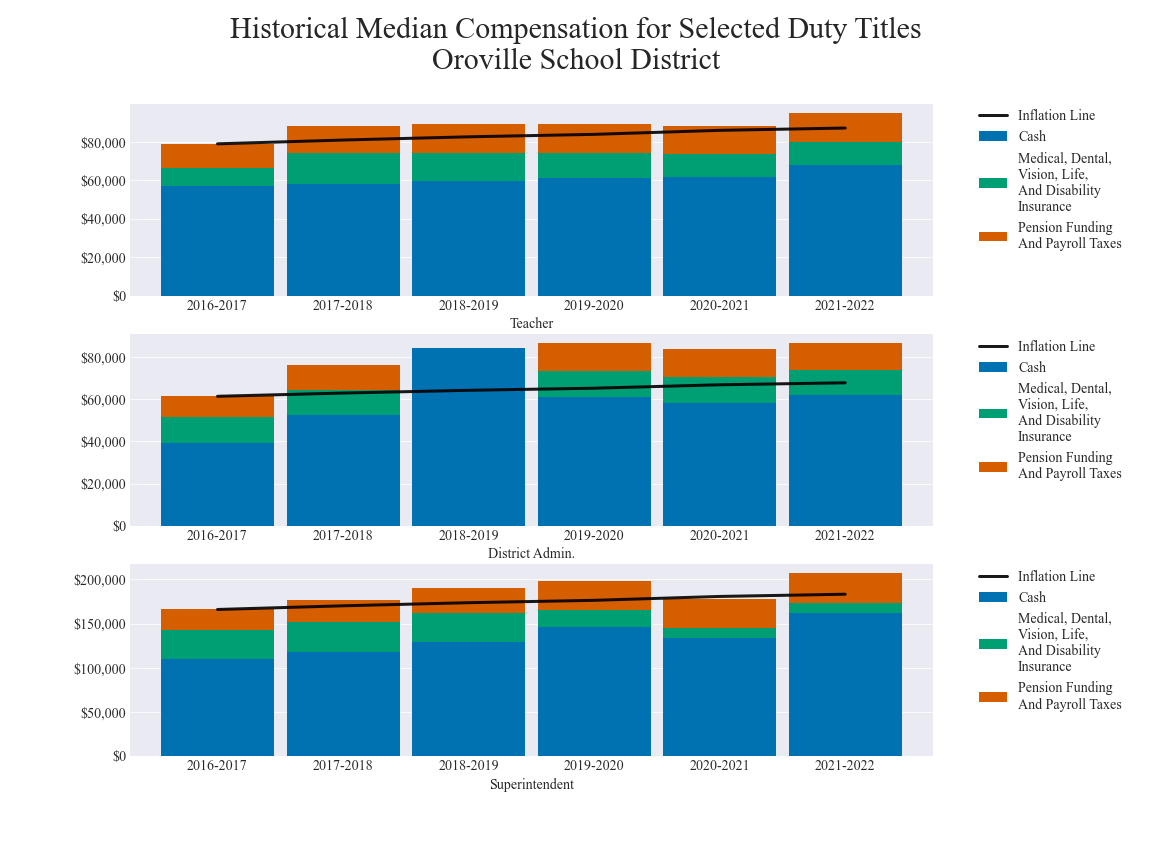 Historical Median Compensation for Selected Duty Titles
Oroville School District
$80,000
$60,000
$40,000
$20,000
$0
2016-2017 2017-2018 2018-2019 2019-2020 2020-2021 2021-2022
Teacher
Inflation Line
Cash
Medical, Dental,
Vision, Life,
And Disability
Insurance
Pension Funding
And Payroll Taxes
$80,000
$60,000
$40,000
$20,000
$0
2016-2017 2017-2018 2018-2019 2019-2020 2020-2021 2021-2022
District Admin.
Inflation Line
Cash
Medical, Dental,
Vision, Life,
And Disability
Insurance
Pension Funding
And Payroll Taxes
$200,000
$150,000
$100,000
$50,000
$0
2016-2017 2017-2018 2018-2019 2019-2020 2020-2021 2021-2022
Superintendent
Inflation Line
Cash
Medical, Dental,
Vision, Life,
And Disability
Insurance
Pension Funding
And Payroll Taxes